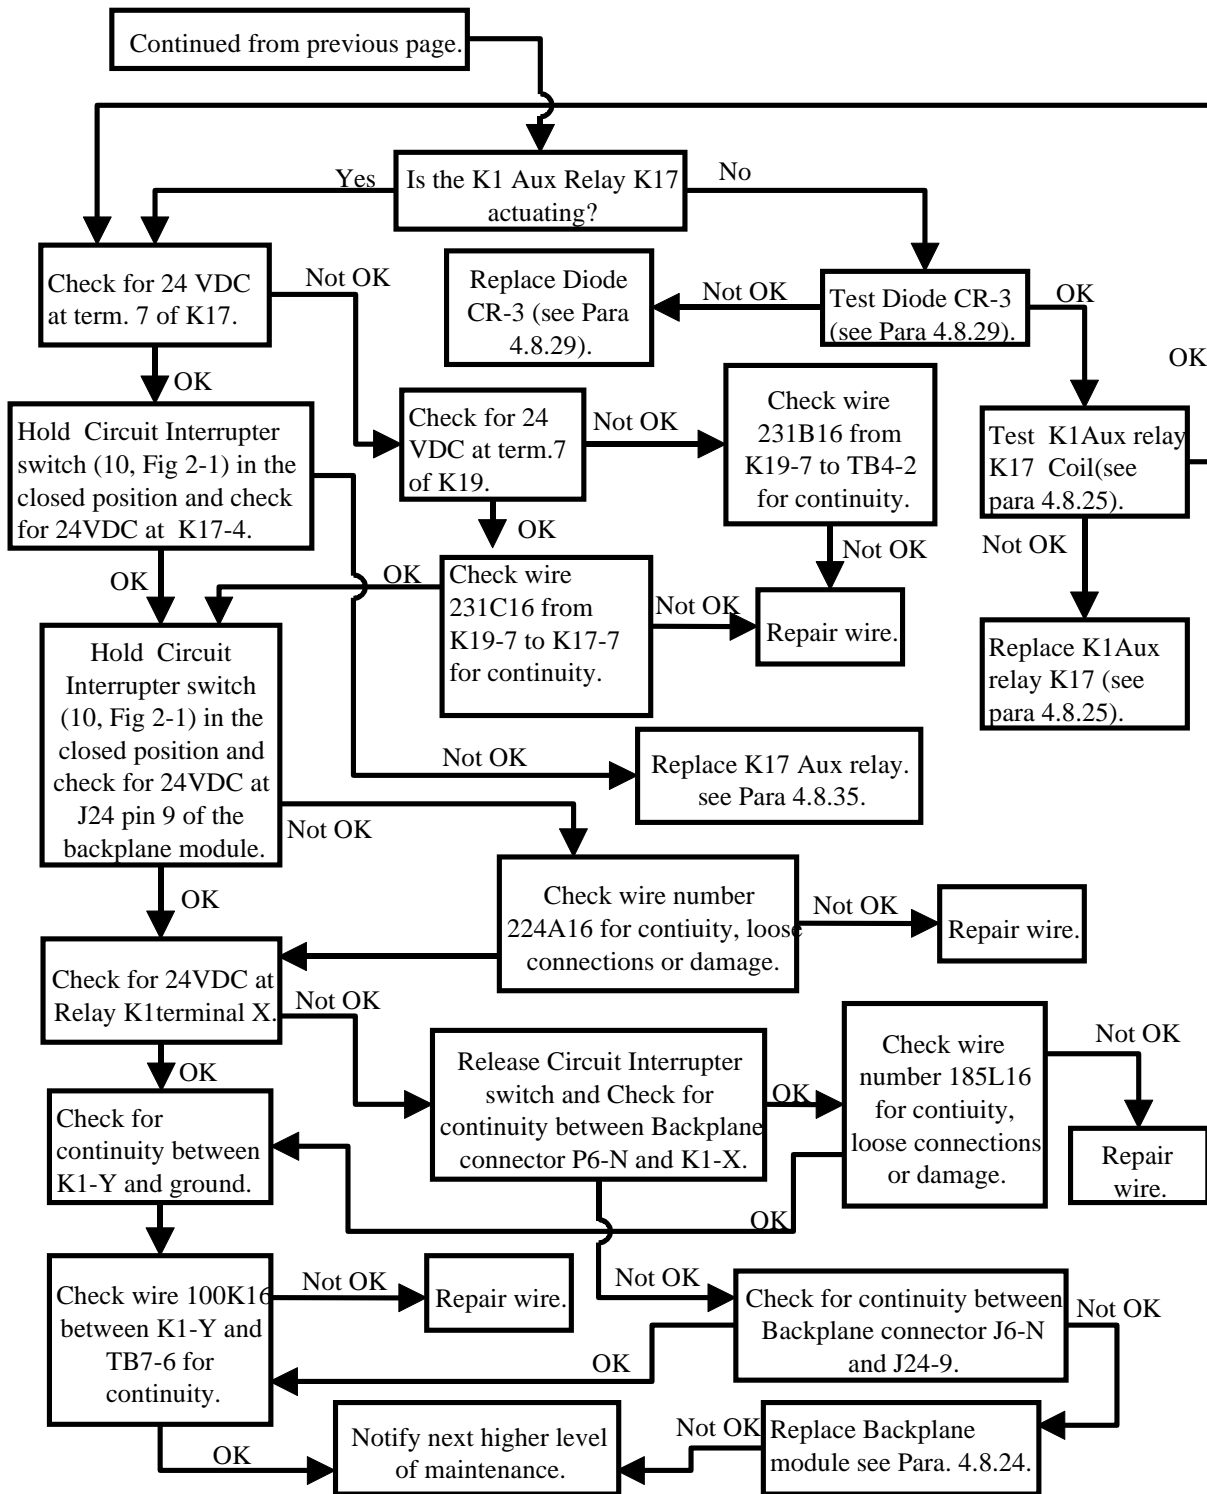 Continued from previous page.
Is the K1 Aux Relay K17
actuating?
Yes
No
Check for 24 VDC
at term. 7 of K17.
Not OK
OK
Replace Diode
CR-3 (see Para
4.8.29).
Not OK
Test Diode CR-3
(see Para 4.8.29).
OK
OK
Hold Circuit Interrupter
switch (10, Fig 2-1) in the
closed position and check
for 24VDC at K17-4.
OK
Check for 24
VDC at term.7
of K19.
Not OK
OK
Check wire
231B16 from
K19-7 to TB4-2
for continuity.
Not OK
Test K1Aux relay
K17 Coil(see
para 4.8.25).
Not OK
OK
Check wire
231C16 from
K19-7 to K17-7
for continuity.
Not OK
Repair wire.
Replace K1Aux
relay K17 (see
para 4.8.25).
Hold Circuit
Interrupter switch
(10, Fig 2-1) in the
closed position and
check for 24VDC at
J24 pin 9 of the
backplane module.
Not OK
OK
Not OK
Replace K17 Aux relay.
see Para 4.8.35.
Check wire number
224A16 for contiuity, loose
connections or damage.
Not OK
Repair wire.
Check for 24VDC at
Relay K1terminal X.
Not OK
OK
Release Circuit Interrupter
switch and Check for
continuity between Backplane
connector P6-N and K1-X.
OK
Check wire
number 185L16
for contiuity,
loose connections
or damage.
Not OK
Repair
wire.
OK
Check for
continuity between
K1-Y and ground.
Not OK
Check wire 100K16
between K1-Y and
TB7-6 for
continuity.
Not OK
Repair wire.
OK
Check for continuity between
Backplane connector J6-N
and J24-9.
Not OK
OK
Notify next higher level
of maintenance.
Not OK
Replace Backplane
module see Para. 4.8.24.